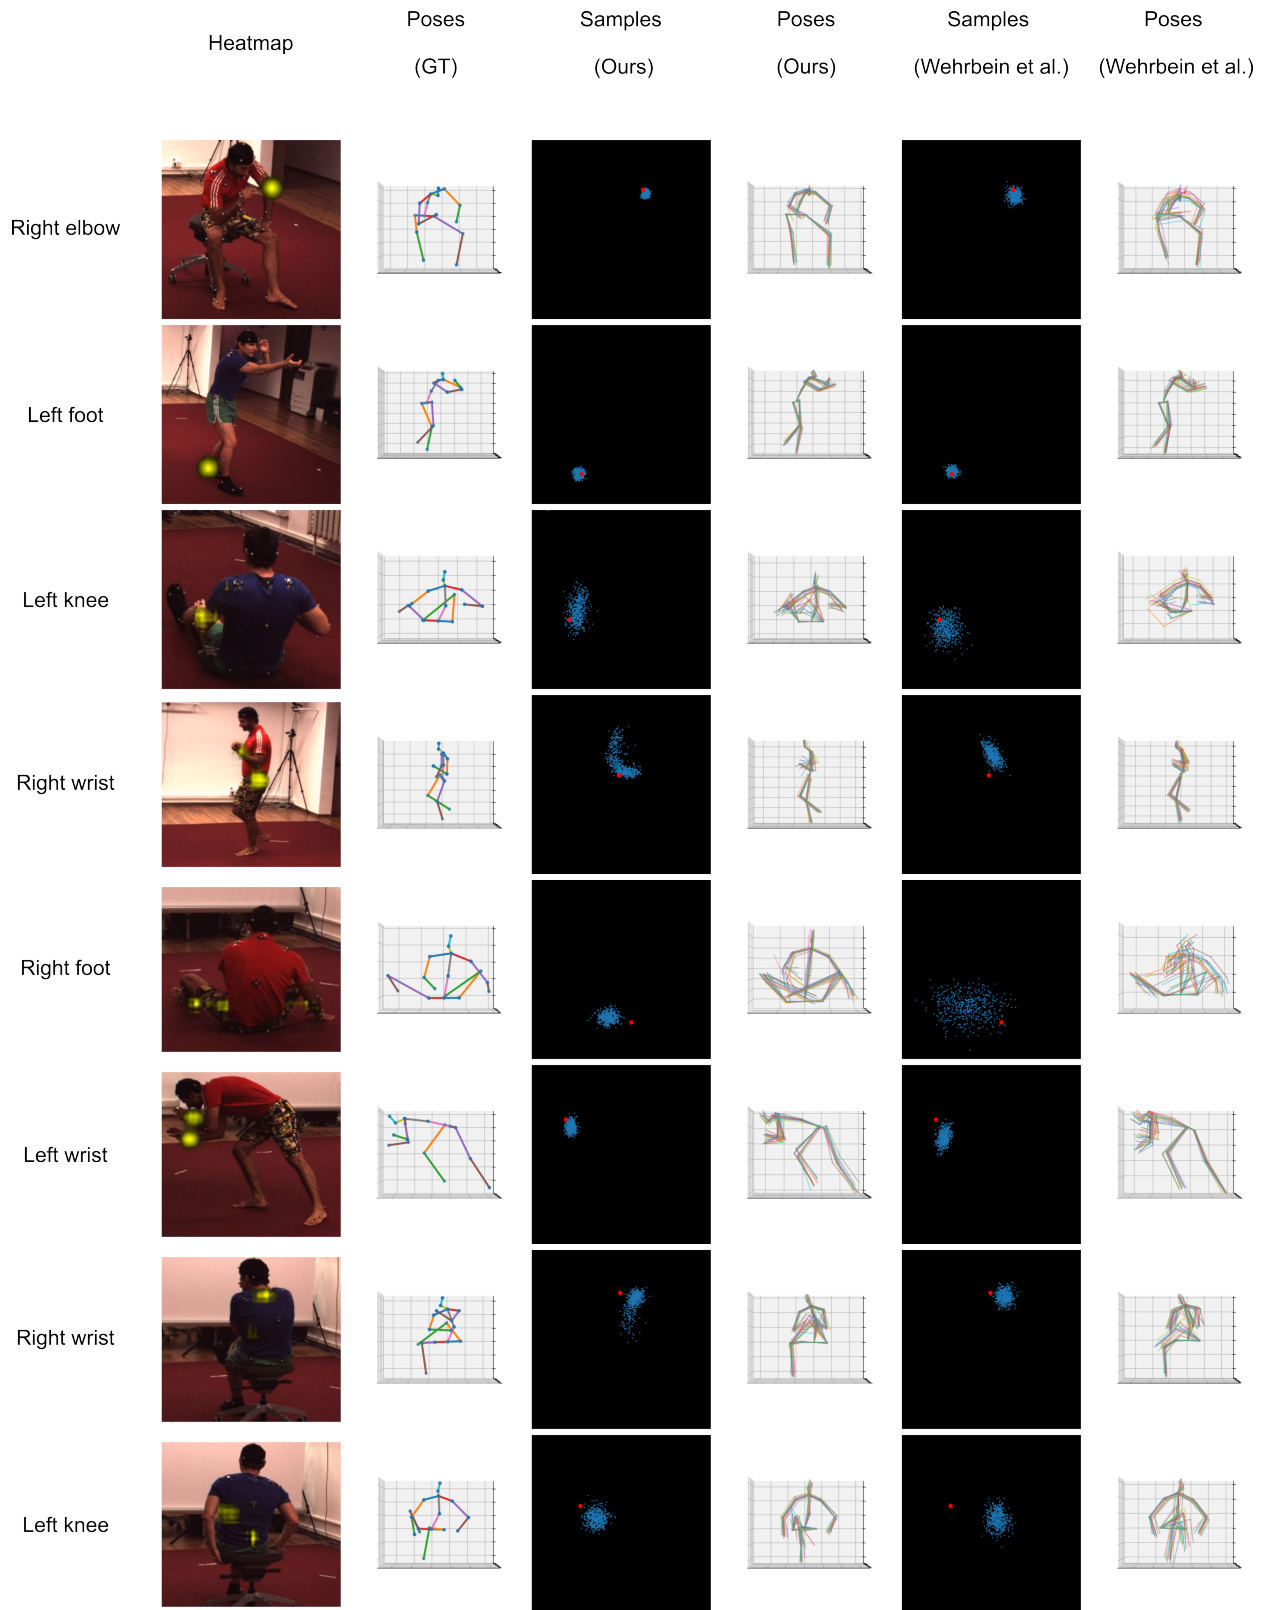 Heatmap
Poses
(GT)
Samples
(Ours)
Poses
(Ours)
Samples
(Wehrbein et al.)
Poses
(Wehrbein et al.)
Right elbow
Left foot
Left knee
Right wrist
Right foot
Left wrist
Right wrist
Left knee